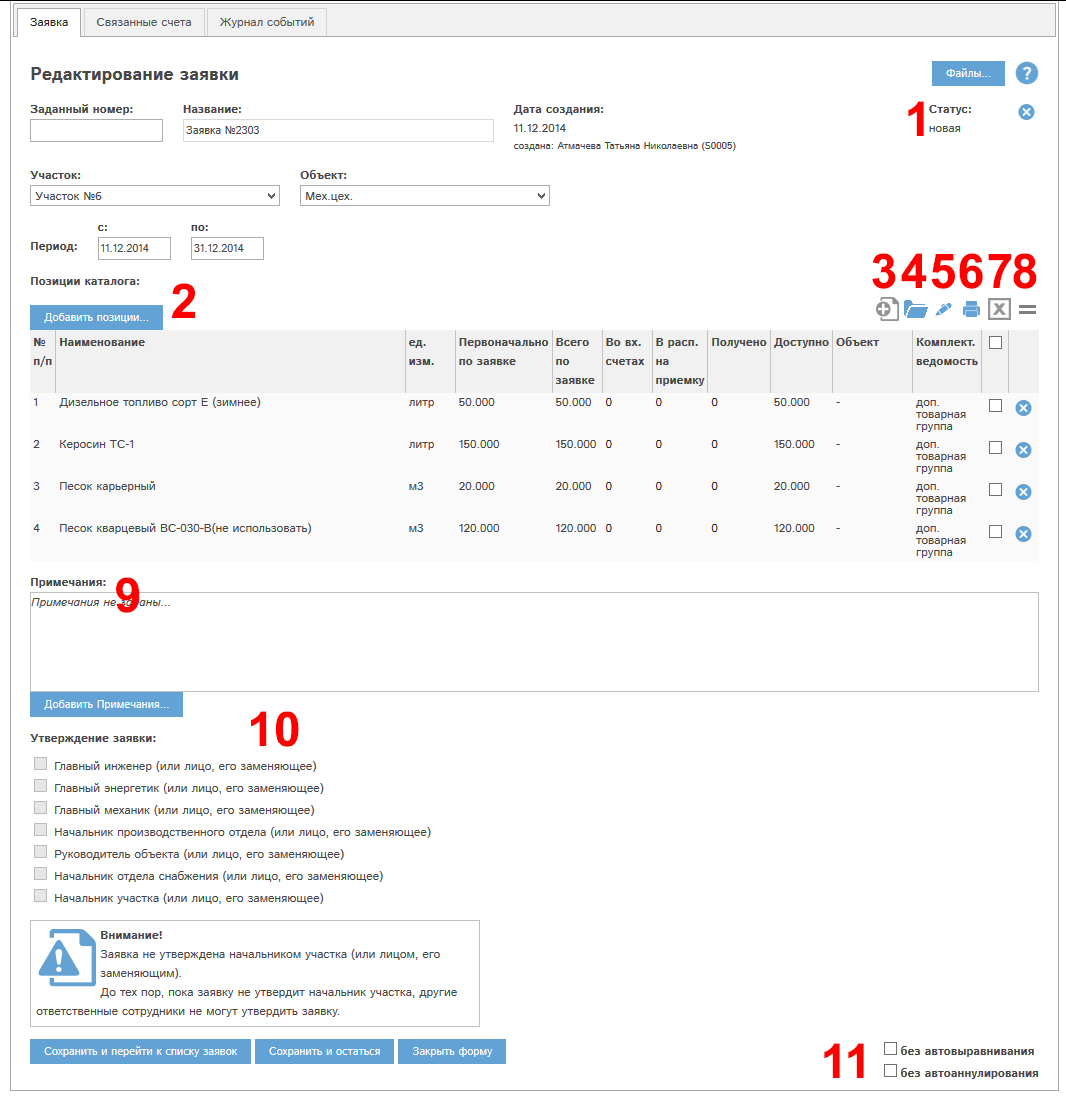 Заявка Связанные счета Журнал событий
Редактирование заявки Файлы... ?
Заданный номер: Название: Дата создания: 1 Статус:
Заявка №2303 11.12.2014 новая
создана: Атмачева Татьяна Николаевна (S0005)
Участок: Объект:
Участок №6 Мех.цех.
с: по:
Период: 11.12.2014 31.12.2014
Позиции каталога: 2 345678
Добавить позиции...
№ Наименование ед. Первоначально Всего Во вх. В расп. Получено Доступно Объект Комплект.
п/п изм. по заявке по счетах на ведомость
заявке приемку
1 Дизельное топливо сорт Е (зимнее) литр 50.000 50.000 0 0 0 50.000 - доп.
товарная
группа
2 Керосин ТС-1 литр 150.000 150.000 0 0 0 150.000 - доп.
товарная
группа
3 Песок карьерный м3 20.000 20.000 0 0 0 20.000 - доп.
товарная
группа
4 Песок кварцевый ВС-030-В(не использовать) м3 120.000 120.000 0 0 0 120.000 - доп.
товарная
группа
Примечания: 9
Примечания не заданы...
Добавить Примечания...
10
Утверждение заявки:
Главный инженер (или лицо, его заменяющее)
Главный энергетик (или лицо, его заменяющее)
Главный механик (или лицо, его заменяющее)
Начальник производственного отдела (или лицо, его заменяющее)
Руководитель объекта (или лицо, его заменяющее)
Начальник отдела снабжения (или лицо, его заменяющее)
Начальник участка (или лицо, его заменяющее)
Внимание!
Заявка не утверждена начальником участка (или лицом, его
заменяющим).
До тех пор, пока заявку не утвердит начальник участка, другие
ответственные сотрудники не могут утвердить заявку.
Сохранить и перейти к списку заявок Сохранить и остаться Закрыть форму 11 без автовыравнивания
без автоаннулирования